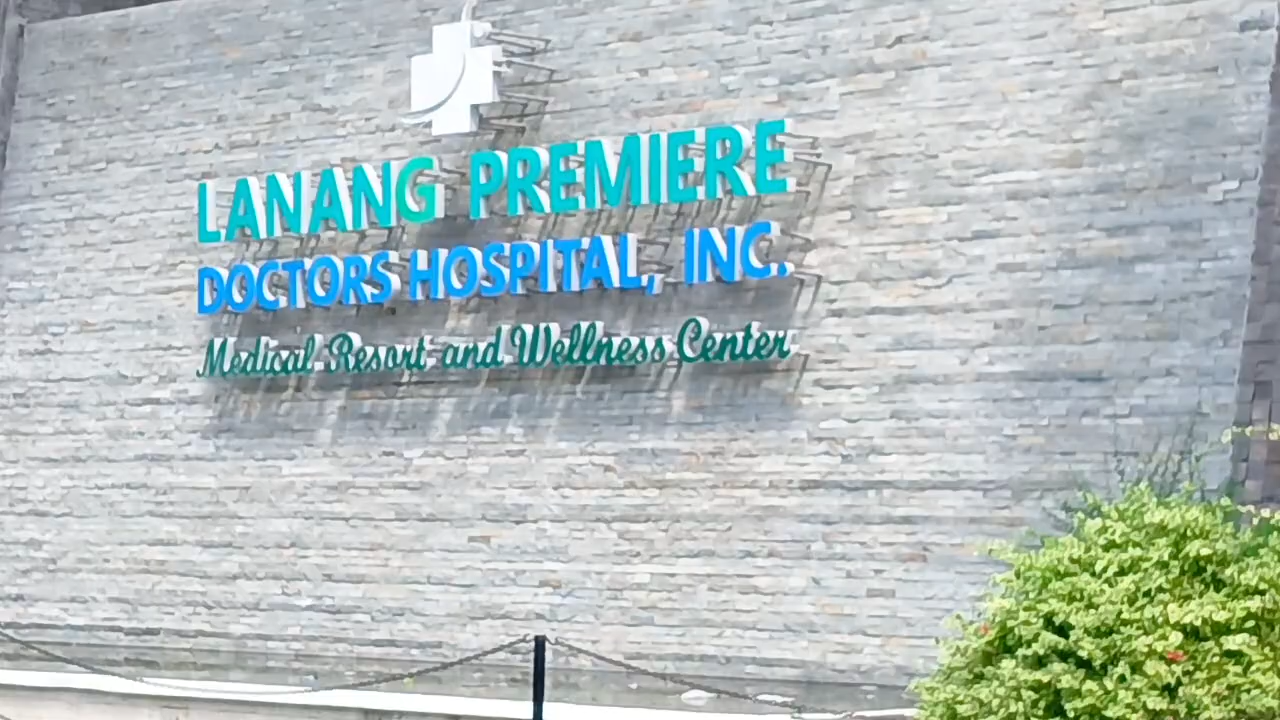 LANANG PREMIERE
DOCTORS HOSPITAL, INC.
Medical Resort and Wellness Center